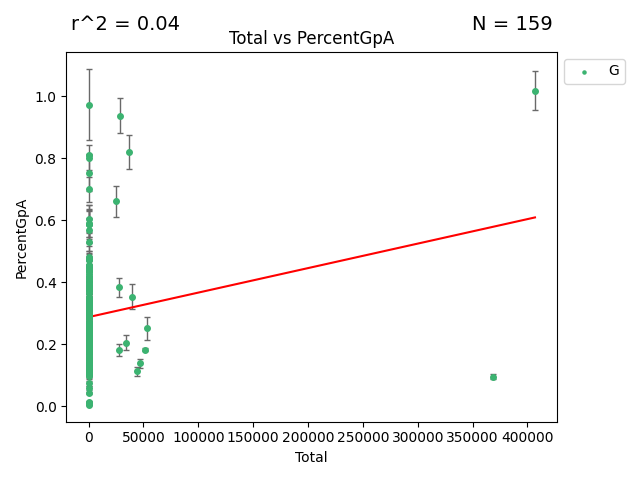 r^2 = 0.04
N = 159
Total vs PercentGpA
G
PercentGpA
1.0
0.8
0.6
0.4
0.2
0.0
0
50000
100000
150000
200000
250000
300000
350000
400000
Total